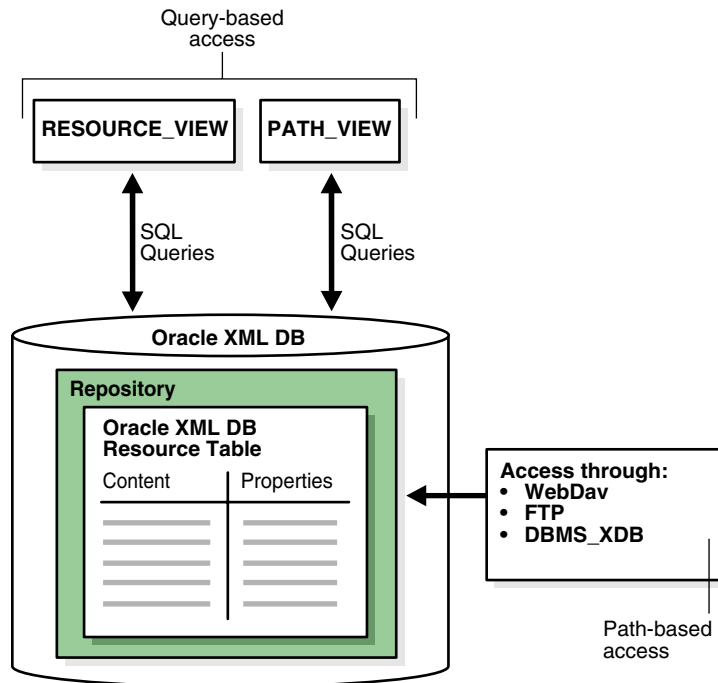 Query-based
access
RESOURCE_VIEW
PATH_VIEW
SQL
Queries
SQL
Queries
Oracle XML DB
Repository
Oracle XML DB
Resource Table
Content
Properties
Access through:
• WebDav
• FTP
• DBMS_XDB
Path-based
access